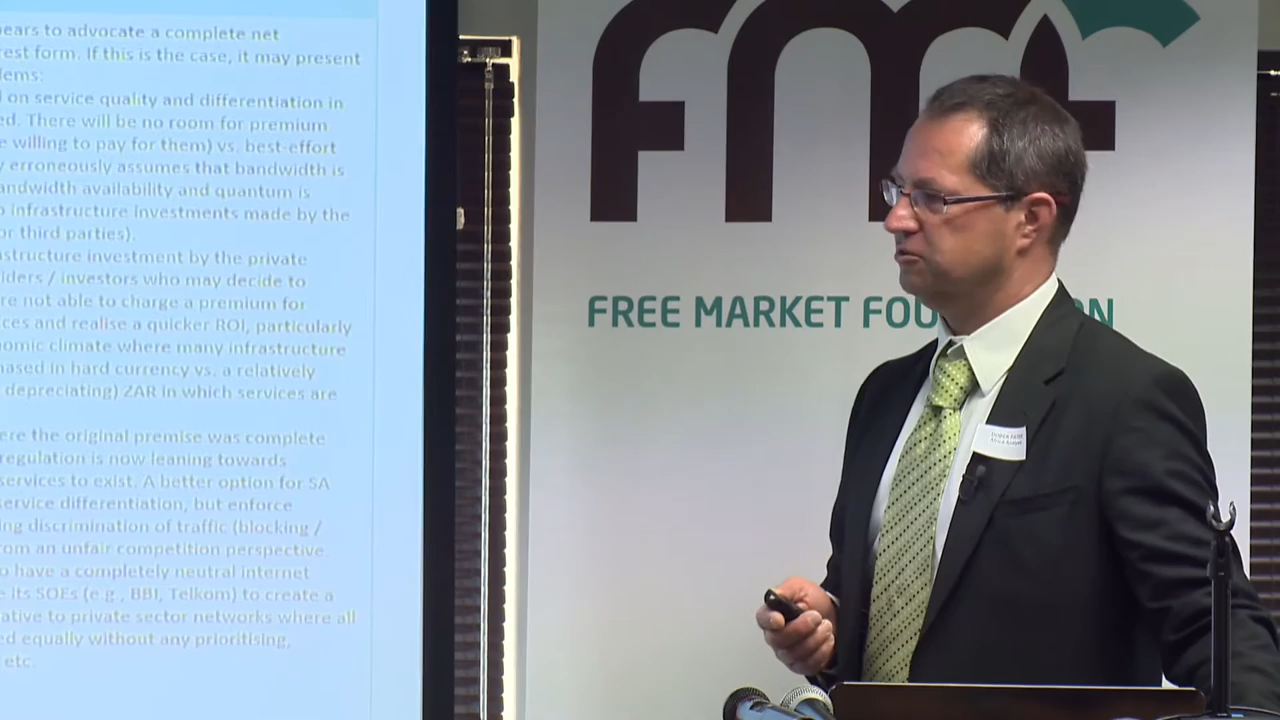 pears to advocate a complete net
rest form. If this is the case, it may present
lems:
on service quality and differentiation in
ed. There will be no room for premium
e willing to pay for them) vs. best-effort
y erroneously assumes that bandwidth is
andwidth availability and quantum is
o infrastructure investments made by the
or third parties).
astructure investment by the private
viders / investors who may decide to
re not able to charge a premium for
ices and realise a quicker ROI, particularly
nomic climate where many infrastructure
hased in hard currency vs. a relatively
depreciating) ZAR in which services are
ere the original premise was complete
regulation is now leaning towards
services to exist. A better option for SA
service differentiation, but enforce
ing discrimination of traffic (blocking /
rom an unfair competition perspective.
o have a completely neutral internet
e its SOEs (e.g., BBI, Telkom) to create a
ative to private sector networks where all
ed equally without any prioritising,
etc.
fmf
FREE MARKET FOU ON
Africa Analysis